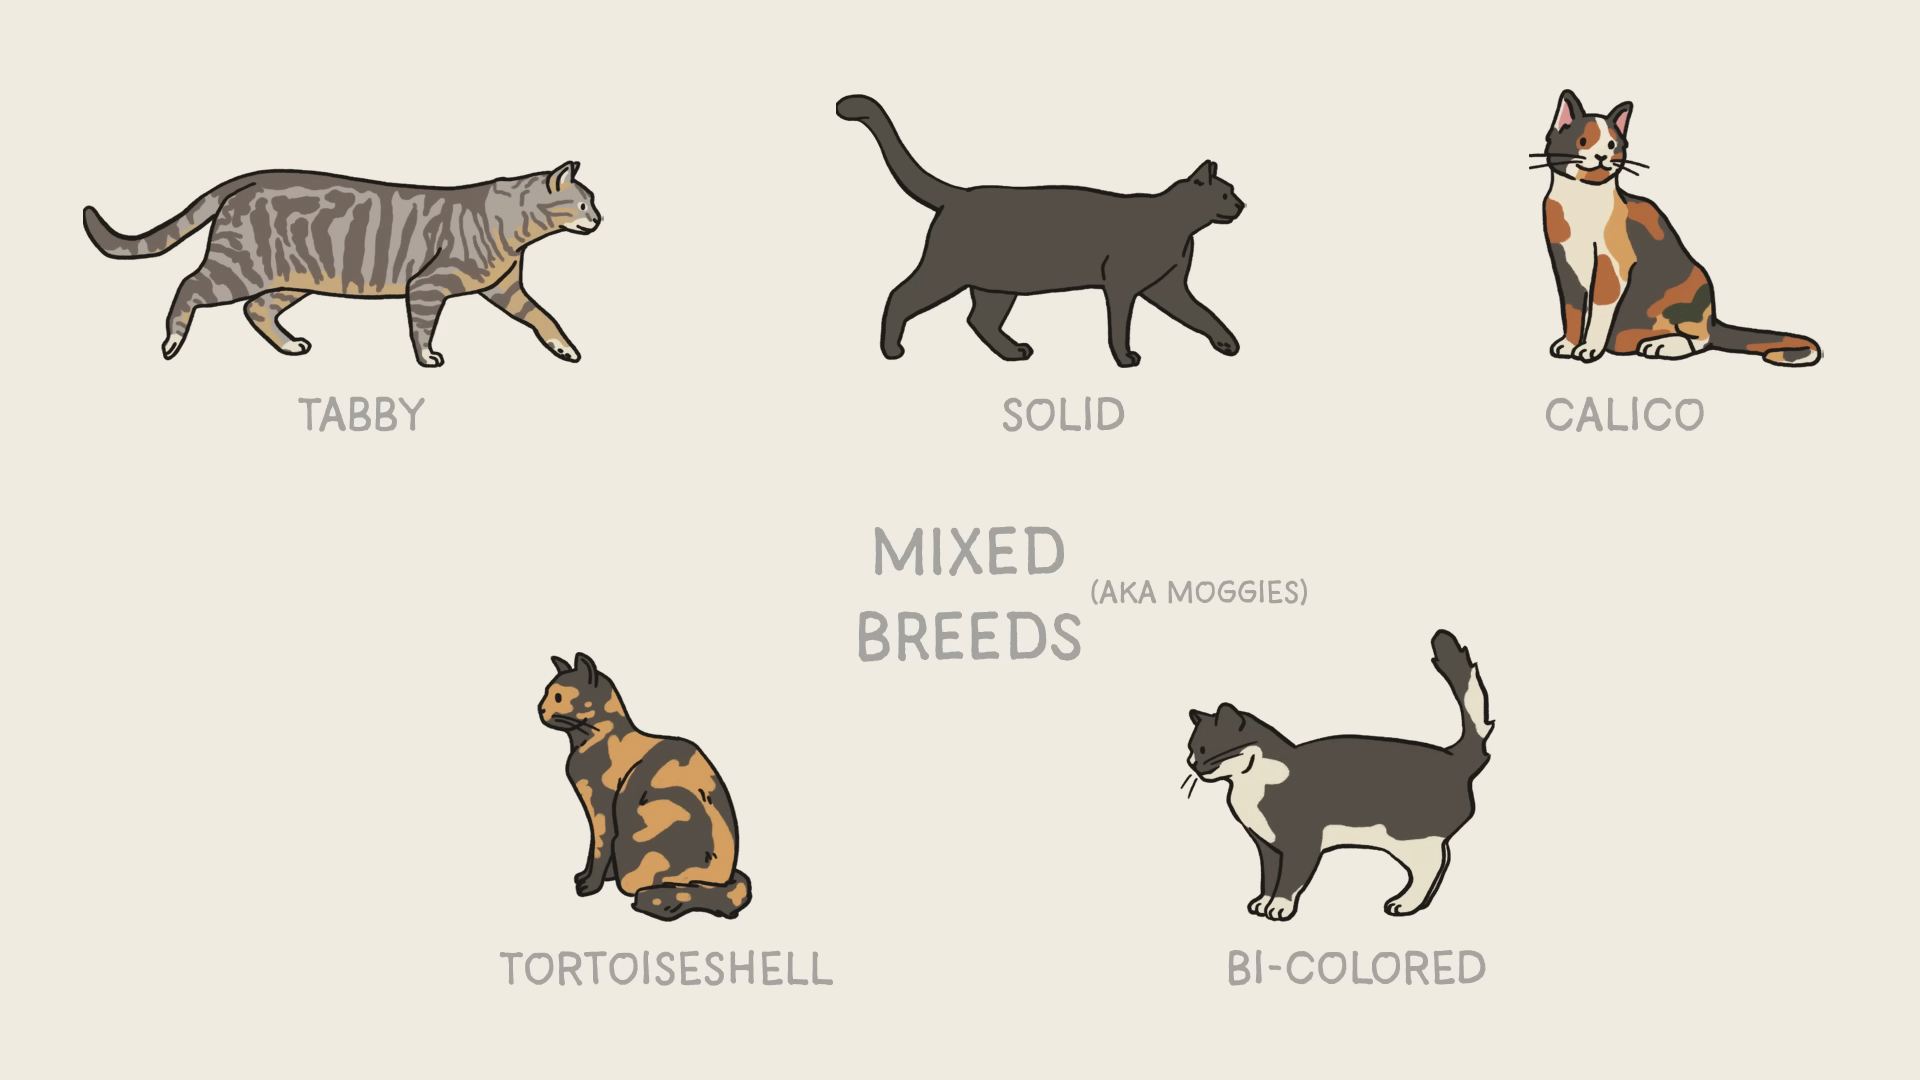 TABBY
SOLID
CALICO
MIXED
BREEDS
(AKA MOGGIES)
TORTOISESHELL
BI-COLORED